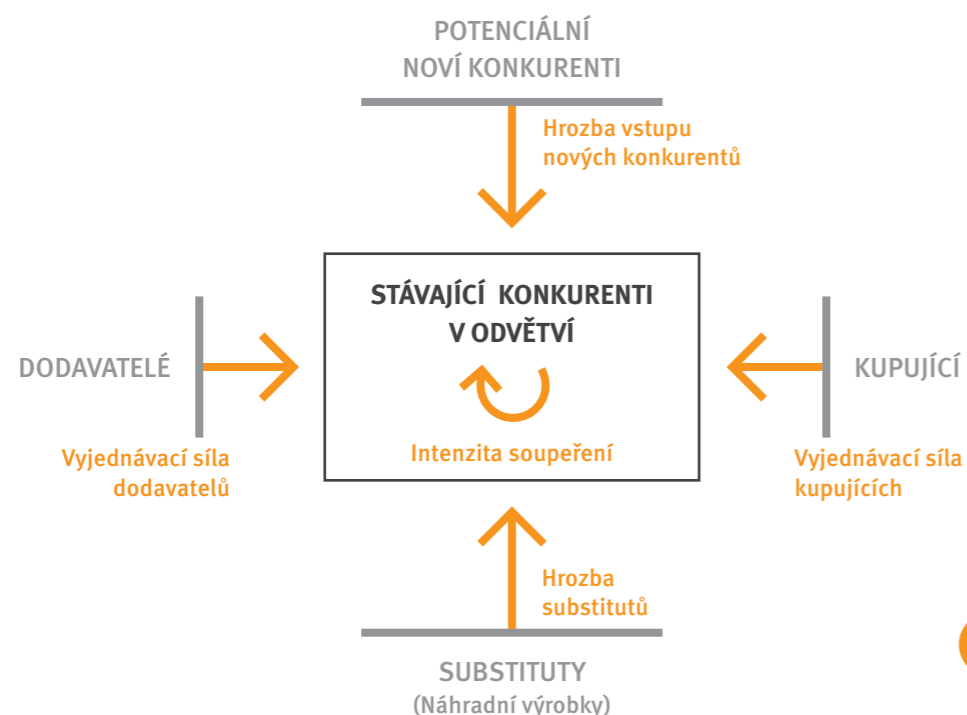 POTENCIÁLNÍ
NOVÍ KONKURENTI
Hrozba vstupu
nových konkurentů
STÁVAJÍCÍ KONKURENTI
V ODVĚTVÍ
Intenzita soupeření
DODAVATELÉ
Vyjednávací síla
dodavatelů
KUPUJÍCÍ
Vyjednávací síla
kupujících
Hrozba
substitutů
SUBSTITUTY
(Náhradní výrobky)